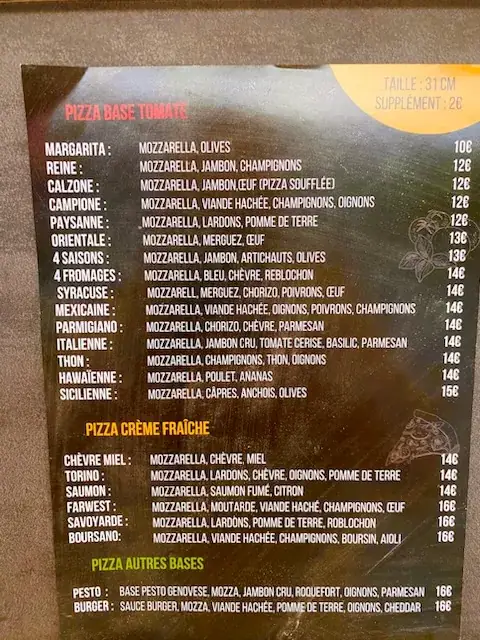 TAILLE : 31 CM
SUPPLÉMENT : 2€
PIZZA BASE TOMATE
MARGARITA : MOZZARELLA, OLIVES 10€
REINE : MOZZARELLA, JAMBON, CHAMPIGNONS 12€
CALZONE : MOZZARELLA, JAMBON,ŒUF (PIZZA SOUFFLÉE) 12€
CAMPIONE : MOZZARELLA, VIANDE HACHÉE, CHAMPIGNONS, OIGNONS 12€
PAYSANNE : MOZZARELLA, LARDONS, POMME DE TERRE 12€
ORIENTALE : MOZZARELLA, MERGUEZ, ŒUF 13€
4 SAISONS : MOZZARELLA, JAMBON, ARTICHAUTS, OLIVES 13€
4 FROMAGES : MOZZARELLA, BLEU, CHÈVRE, REBLOCHON 14€
SYRACUSE : MOZZARELL, MERGUEZ, CHORIZO, POIVRONS, ŒUF 14€
MEXICAINE : MOZZARELLA, VIANDE HACHÉE, OIGNONS, POIVRONS, CHAMPIGNONS 14€
PARMIGIANO : MOZZARELLA, CHORIZO, CHÈVRE, PARMESAN 14€
ITALIENNE : MOZZARELLA, JAMBON CRU, TOMATE CERISE, BASILIC, PARMESAN 14€
THON : MOZZARELLA, CHAMPIGNONS, THON, OIGNONS 14€
HAWAÏENNE : MOZZARELLA, POULET, ANANAS 14€
SICILIENNE : MOZZARELLA, CÂPRES, ANCHOIS, OLIVES 15€
PIZZA CRÈME FRAÎCHE
CHÈVRE MIEL : MOZZARELLA, CHÈVRE, MIEL 14€
TORINO : MOZZARELLA, LARDONS, CHÈVRE, OIGNONS, POMME DE TERRE 14€
SAUMON : MOZZARELLA, SAUMON FUMÉ, CITRON 14€
FARWEST : MOZZARELLA, MOUTARDE, VIANDE HACHÉ, CHAMPIGNONS, ŒUF 16€
SAVOYARDE : MOZZARELLA, LARDONS, POMME DE TERRE, ROBLOCHON 16€
BOURSANO: MOZZARELLA, VIANDE HACHÉE, CHAMPIGNONS, BOURSIN, AIOLI 16€
PIZZA AUTRES BASES
PESTO : BASE PESTO GENOVESE, MOZZA, JAMBON CRU, ROQUEFORT, OIGNONS, PARMESAN 16€
BURGER : SAUCE BURGER, MOZZA, VIANDE HACHÉE, POMME DE TERRE, OIGNONS, CHEDDAR 16€